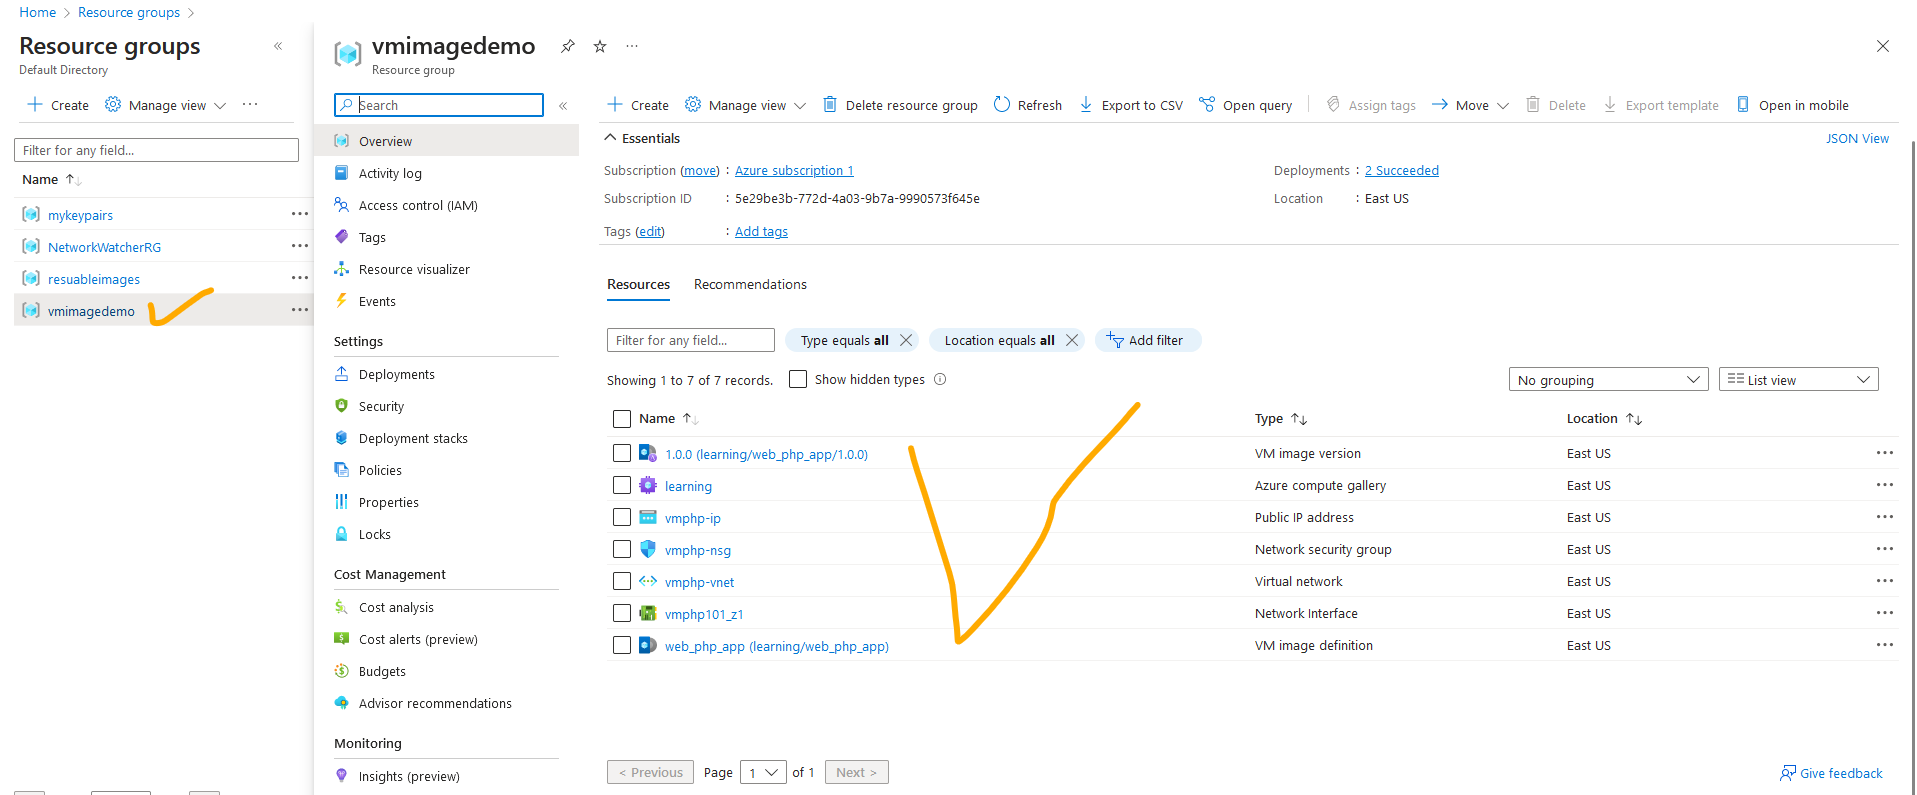 Home > Resource groups >
Resource groups
Default Directory
«
Create
Manage view
...
Filter for any field...
Name ↑↓
mykeypairs ...
NetworkWatcherRG ...
resuableimages ...
vmimagedemo ...
vmimagedemo
...
Resource group
Search
«
Overview
Activity log
Access control (IAM)
Tags
Resource visualizer
Events
Settings
Deployments
Security
Deployment stacks
Policies
Properties
Locks
Cost Management
Cost analysis
Cost alerts (preview)
Budgets
Advisor recommendations
Monitoring
Insights (preview)
Create
Manage view
Delete resource group
Refresh
Export to CSV
Open query
Assign tags
Move
Delete
Export template
Open in mobile
Essentials
JSON View
Subscription (move) : Azure subscription 1
Deployments : 2 Succeeded
Subscription ID : 5e29be3b-772d-4a03-9b7a-9990573f645e
Location : East US
Tags (edit) : Add tags
Resources Recommendations
Filter for any field...
Type equals all
Location equals all
Add filter
Showing 1 to 7 of 7 records.
Show hidden types
No grouping
List view
Name ↑↓ Type ↑↓ Location ↑↓
1.0.0 (learning/web_php_app/1.0.0) VM image version East US ...
learning Azure compute gallery East US ...
vmphp-ip Public IP address East US ...
vmphp-nsg Network security group East US ...
vmphp-vnet Virtual network East US ...
vmphp101_z1 Network Interface East US ...
web_php_app (learning/web_php_app) VM image definition East US ...
< Previous Page 1 of 1 Next >
Give feedback